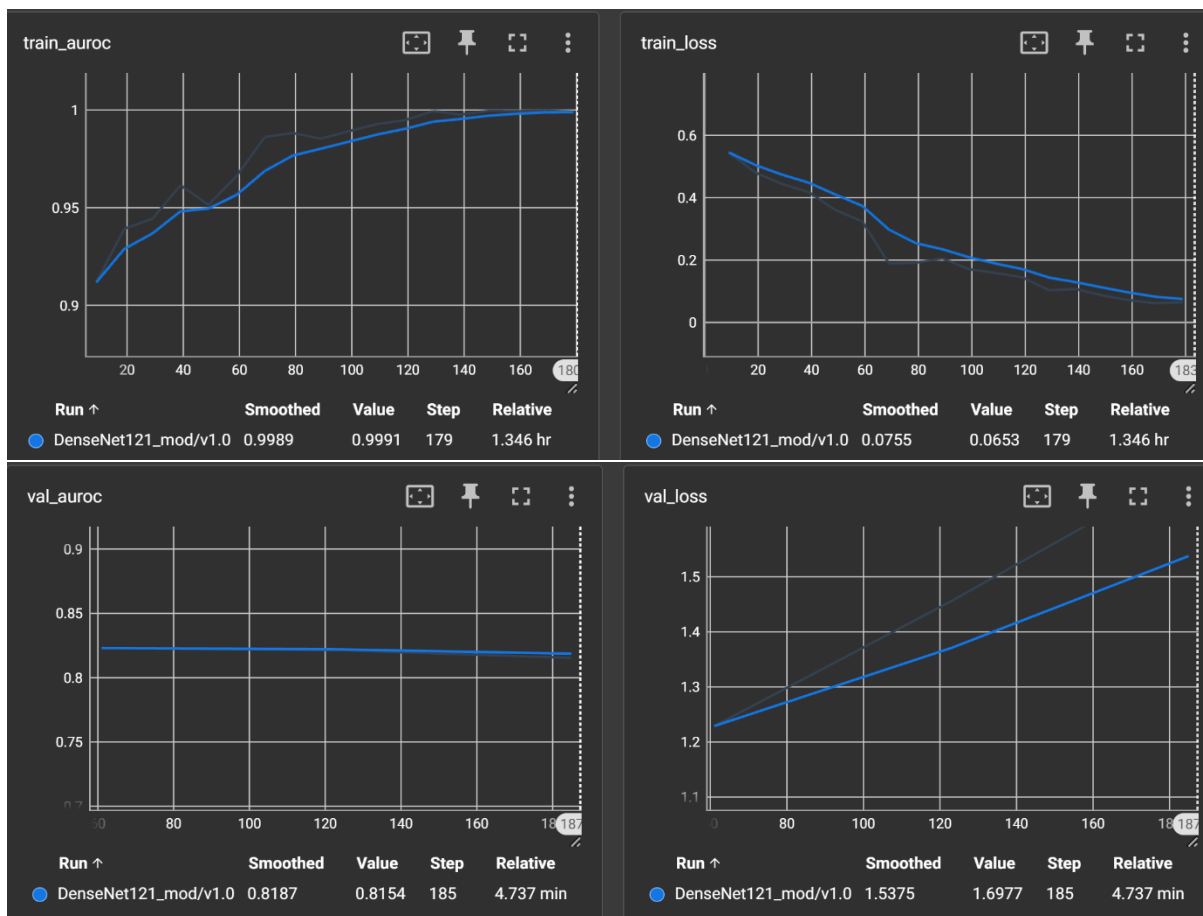 train_auroc
1
0.95
0.9
20 40 60 80 100 120 140 160 180
Run ↑ Smoothed Value Step Relative
DenseNet121_mod/v1.0 0.9989 0.9991 179 1.346 hr
train_loss
0.6
0.4
0.2
0
20 40 60 80 100 120 140 160 183
Run ↑ Smoothed Value Step Relative
DenseNet121_mod/v1.0 0.0755 0.0653 179 1.346 hr
val_auroc
0.9
0.85
0.8
0.75
0.7
80 100 120 140 160 187
Run ↑ Smoothed Value Step Relative
DenseNet121_mod/v1.0 0.8187 0.8154 185 4.737 min
val_loss
1.5
1.4
1.3
1.2
1.1
80 100 120 140 160 187
Run ↑ Smoothed Value Step Relative
DenseNet121_mod/v1.0 1.5375 1.6977 185 4.737 min